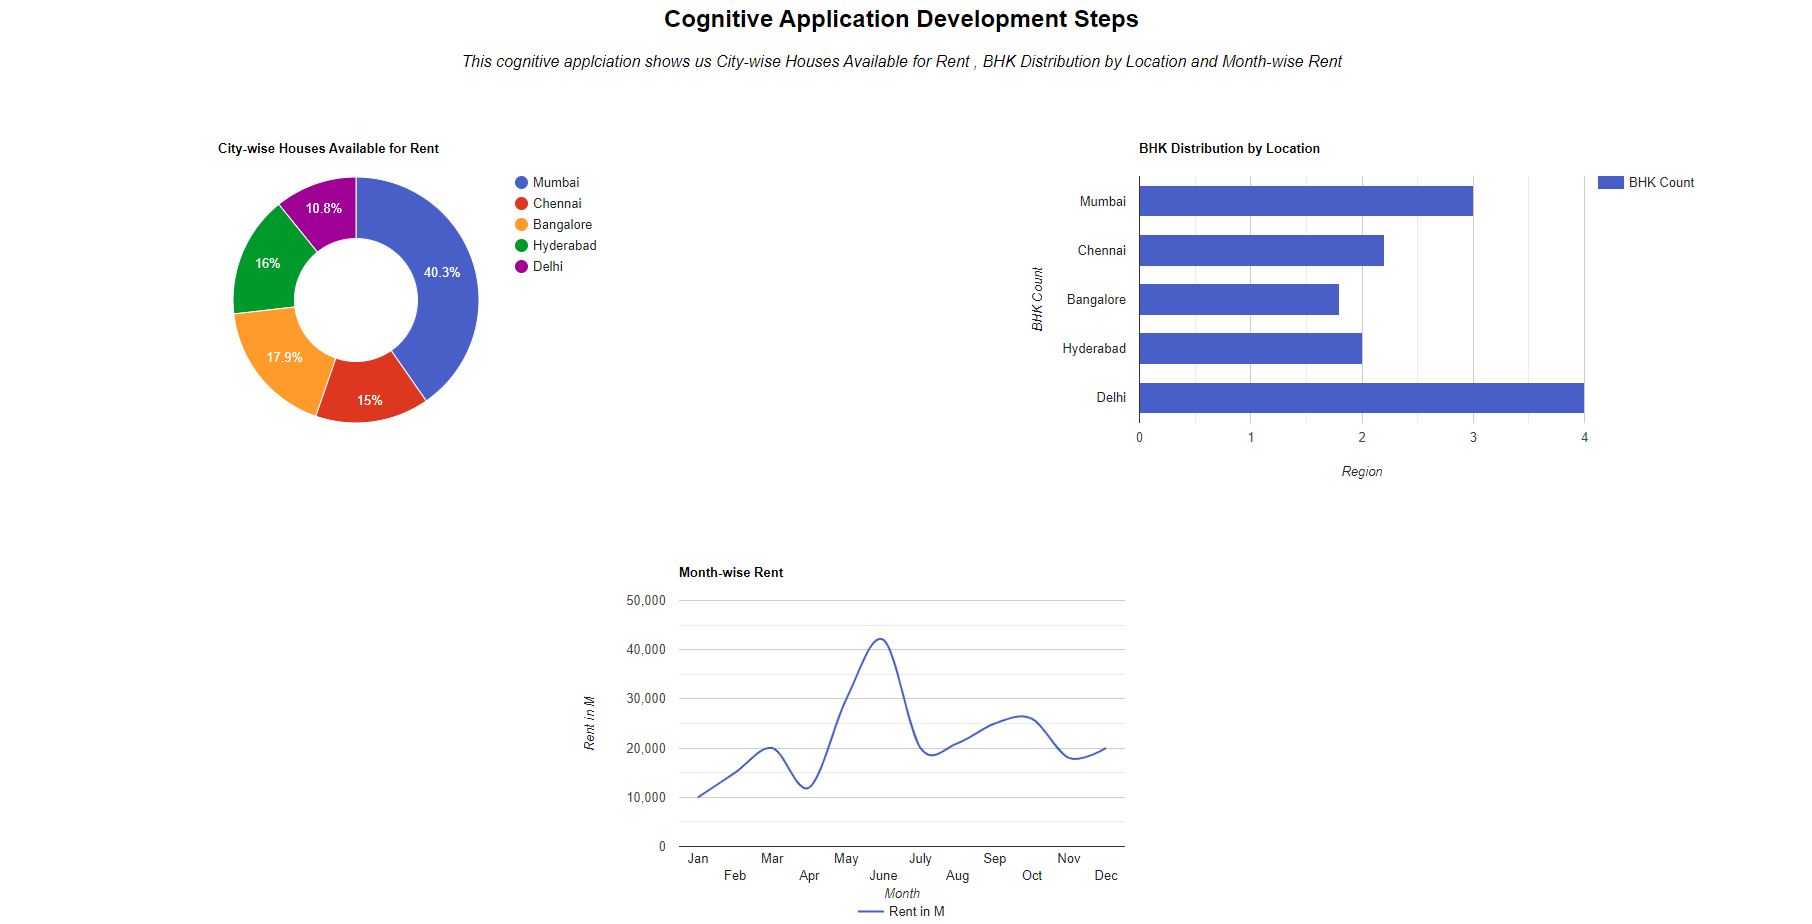 Cognitive Application Development Steps
This cognitive applciation shows us City-wise Houses Available for Rent , BHK Distribution by Location and Month-wise Rent
City-wise Houses Available for Rent
10.8%
16%
40.3%
17.9%
15%
Mumbai
Chennai
Bangalore
Hyderabad
Delhi
BHK Distribution by Location
BHK Count
Mumbai
Chennai
Bangalore
Hyderabad
Delhi
BHK Count
0 1 2 3 4
Region
Month-wise Rent
50,000
40,000
30,000
20,000
10,000
0
Rent in M
Jan Mar May July Sep Nov
Feb Apr June Aug Oct Dec
Month
Rent in M